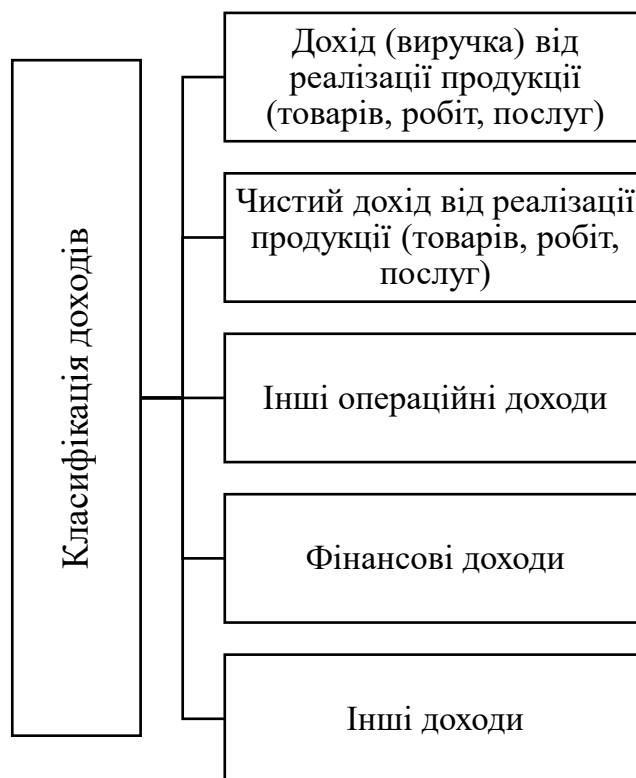 Класифікація доходів
Дохід (виручка) від
реалізації продукції
(товарів, робіт, послуг)
Чистий дохід від реалізації
продукції (товарів, робіт,
послуг)
Інші операційні доходи
Фінансові доходи
Інші доходи